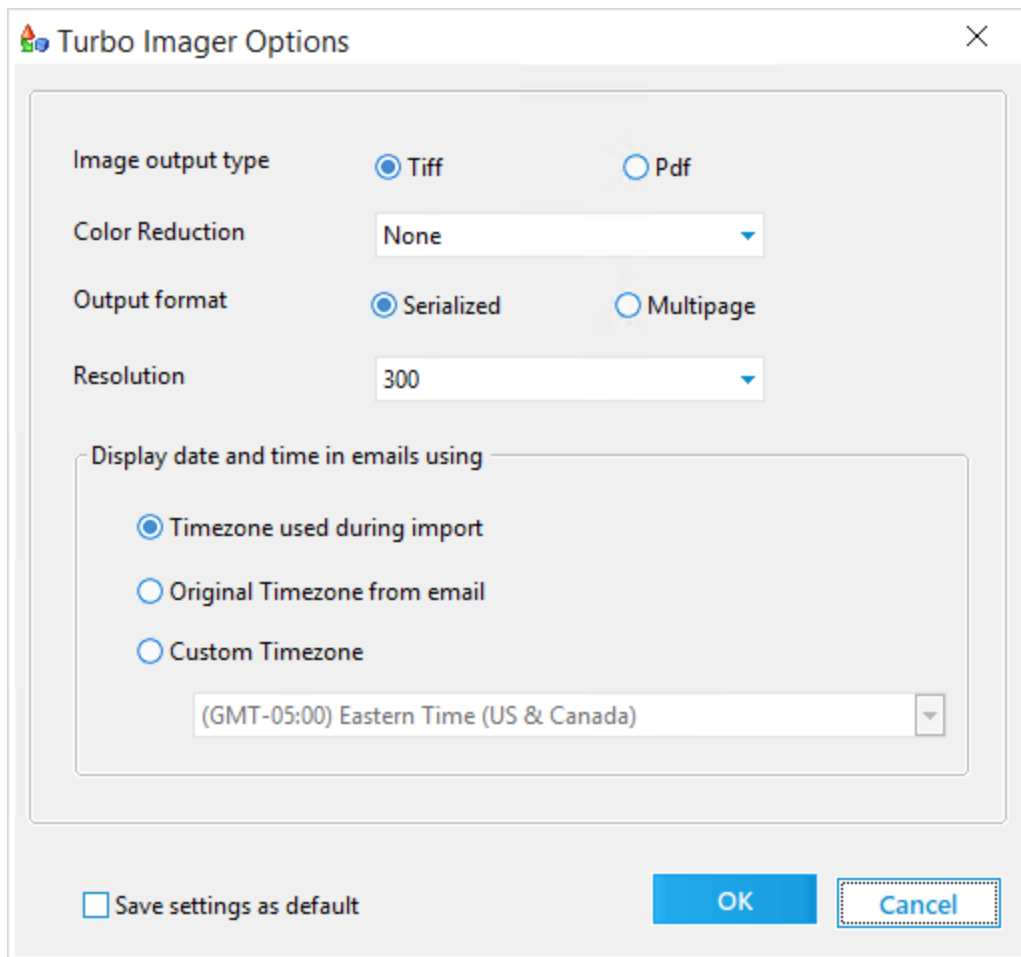 Turbo Imager Options
Image output type
Tiff
Pdf
Color Reduction
None
Output format
Serialized
Multipage
Resolution
300
Display date and time in emails using
Timezone used during import
Original Timezone from email
Custom Timezone
(GMT-05:00) Eastern Time (US & Canada)
Save settings as default
OK
Cancel